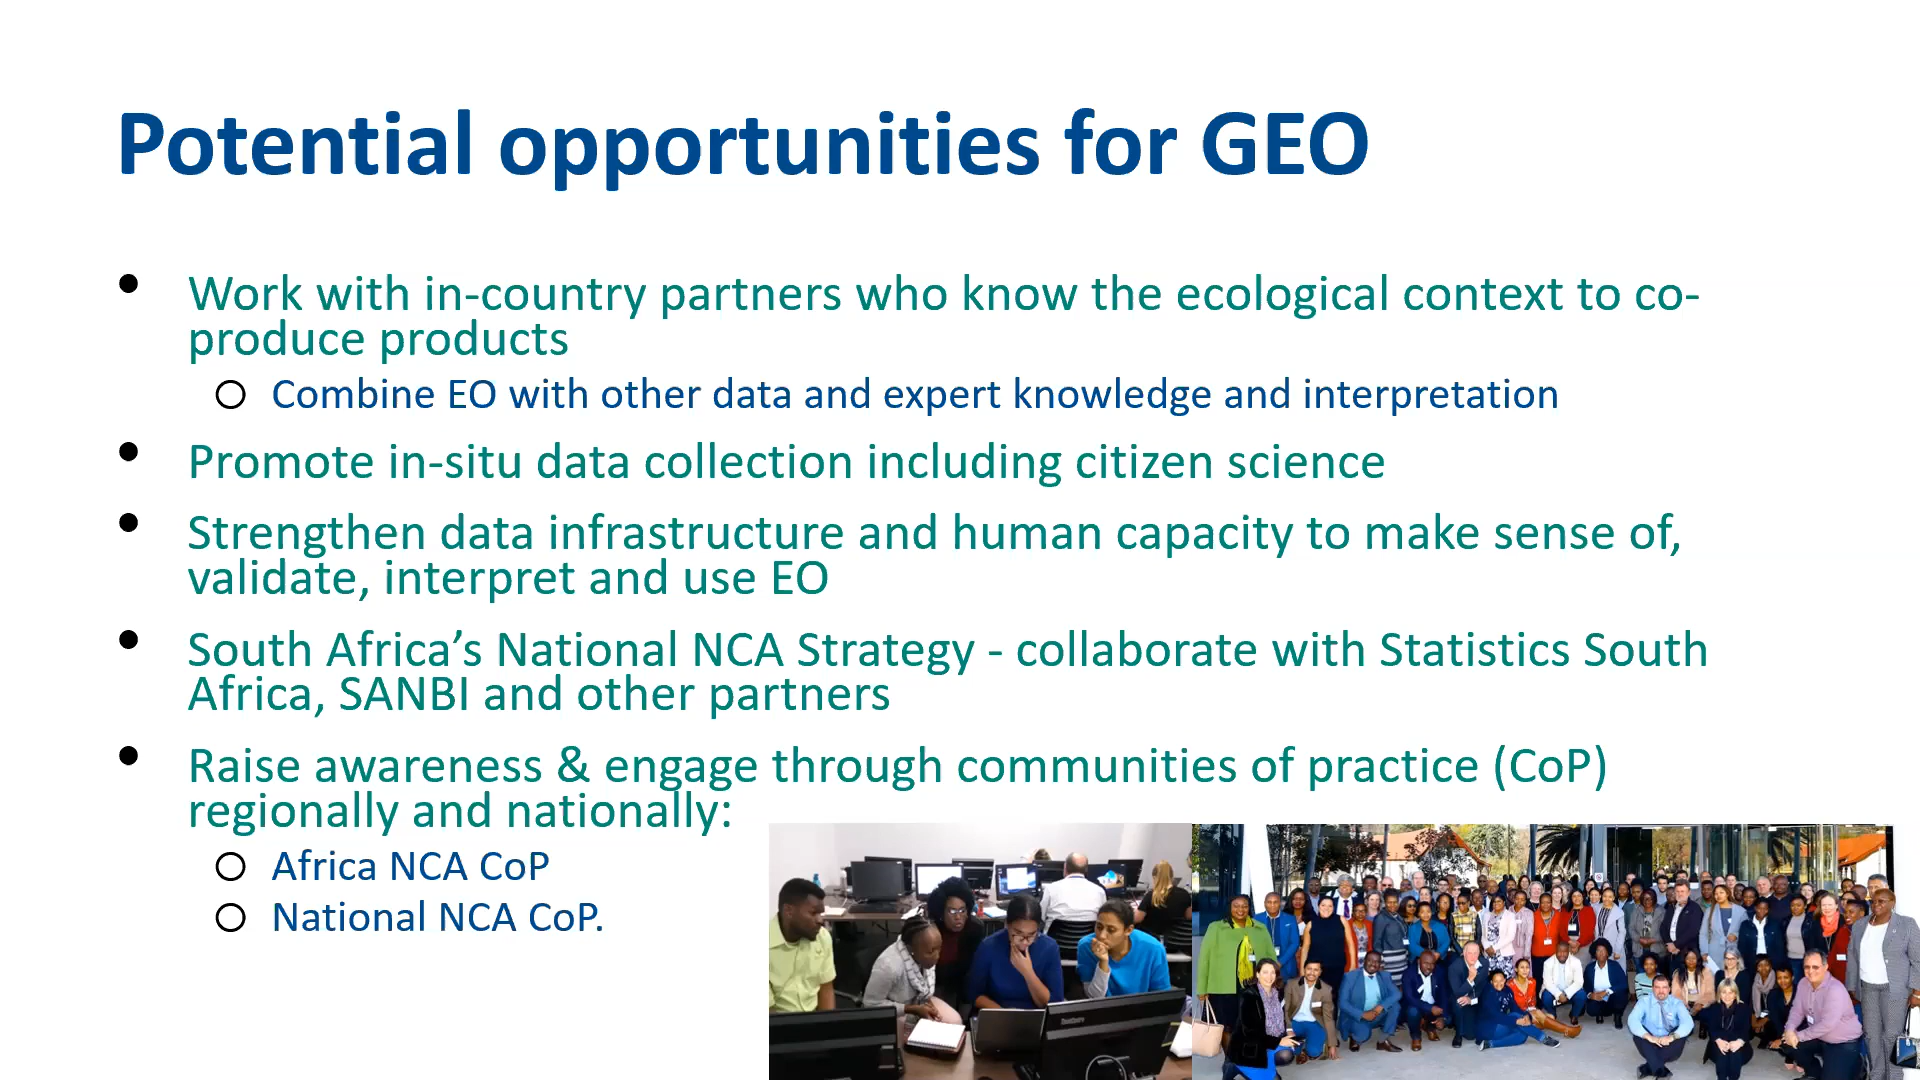 Potential opportunities for GEO
• Work with in-country partners who know the ecological context to co-
produce products
○ Combine EO with other data and expert knowledge and interpretation
• Promote in-situ data collection including citizen science
• Strengthen data infrastructure and human capacity to make sense of,
validate, interpret and use EO
• South Africa’s National NCA Strategy - collaborate with Statistics South
Africa, SANBI and other partners
• Raise awareness & engage through communities of practice (CoP)
regionally and nationally:
○ Africa NCA CoP
○ National NCA CoP.